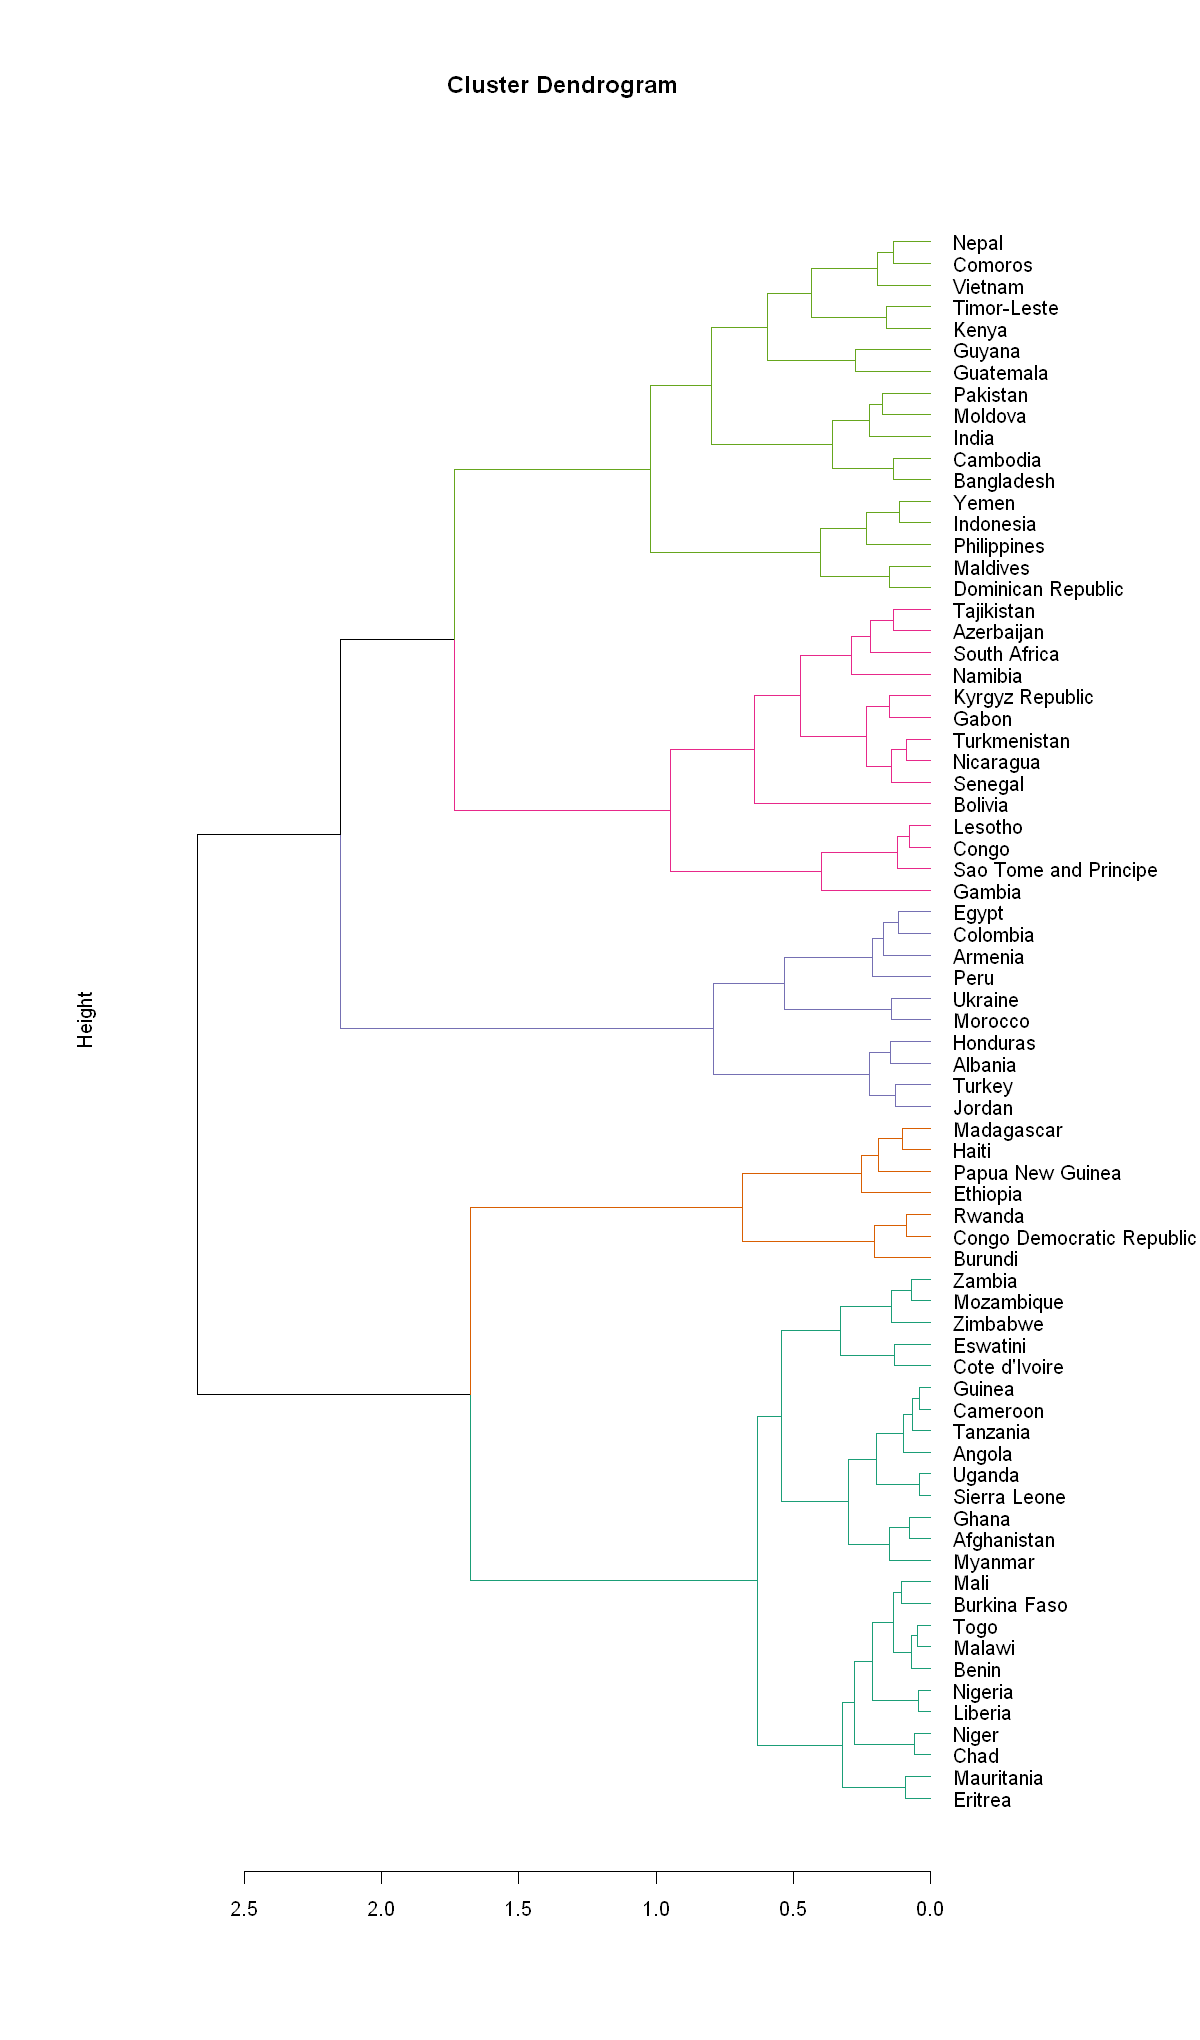 Cluster Dendrogram
Nepal
Comoros
Vietnam
Timor-Leste
Kenya
Guyana
Guatemala
Pakistan
Moldova
India
Cambodia
Bangladesh
Yemen
Indonesia
Philippines
Maldives
Dominican Republic
Tajikistan
Azerbaijan
South Africa
Namibia
Kyrgyz Republic
Gabon
Turkmenistan
Nicaragua
Senegal
Bolivia
Lesotho
Congo
Sao Tome and Principe
Gambia
Egypt
Colombia
Armenia
Peru
Ukraine
Morocco
Honduras
Albania
Turkey
Jordan
Madagascar
Haiti
Papua New Guinea
Ethiopia
Rwanda
Congo Democratic Republic
Burundi
Zambia
Mozambique
Zimbabwe
Eswatini
Cote d'Ivoire
Guinea
Cameroon
Tanzania
Angola
Uganda
Sierra Leone
Ghana
Afghanistan
Myanmar
Mali
Burkina Faso
Togo
Malawi
Benin
Nigeria
Liberia
Niger
Chad
Mauritania
Eritrea
Height
2.5 2.0 1.5 1.0 0.5 0.0